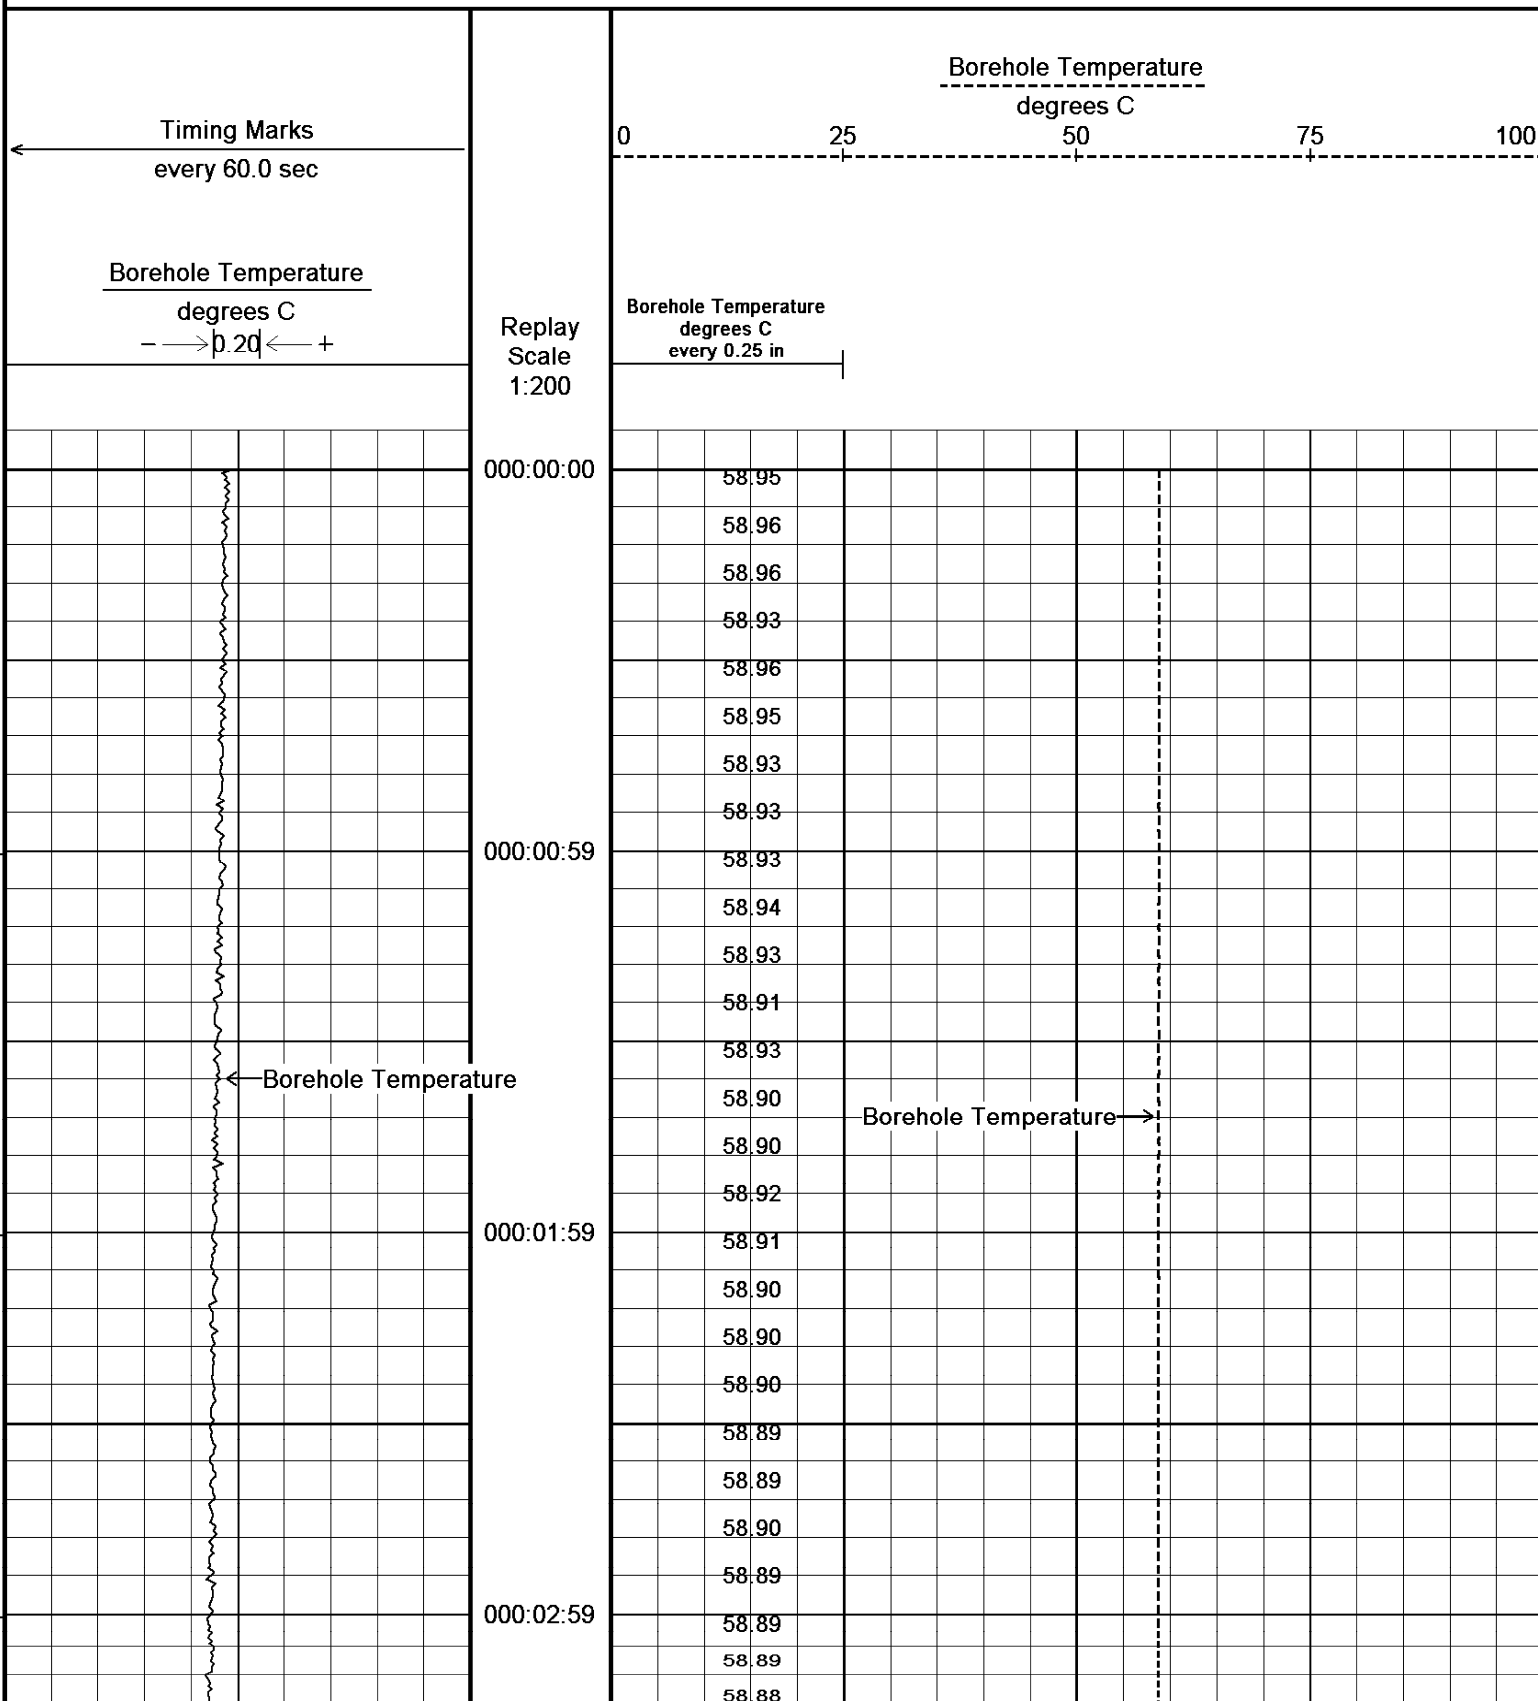 Timing Marks
every 60.0 sec
Borehole Temperature
degrees C
− 0.20 +
Replay
Scale
1:200
Borehole Temperature
degrees C
0 25 50 75 100
Borehole Temperature
degrees C
every 0.25 in
000:00:00
58.95
58.96
58.96
58.93
58.96
58.95
58.93
58.93
000:00:59
58.93
58.94
58.93
58.91
58.93
Borehole Temperature
58.90
Borehole Temperature
58.90
58.92
000:01:59
58.91
58.90
58.90
58.90
58.89
58.89
58.90
58.89
000:02:59
58.89
58.89
58.88